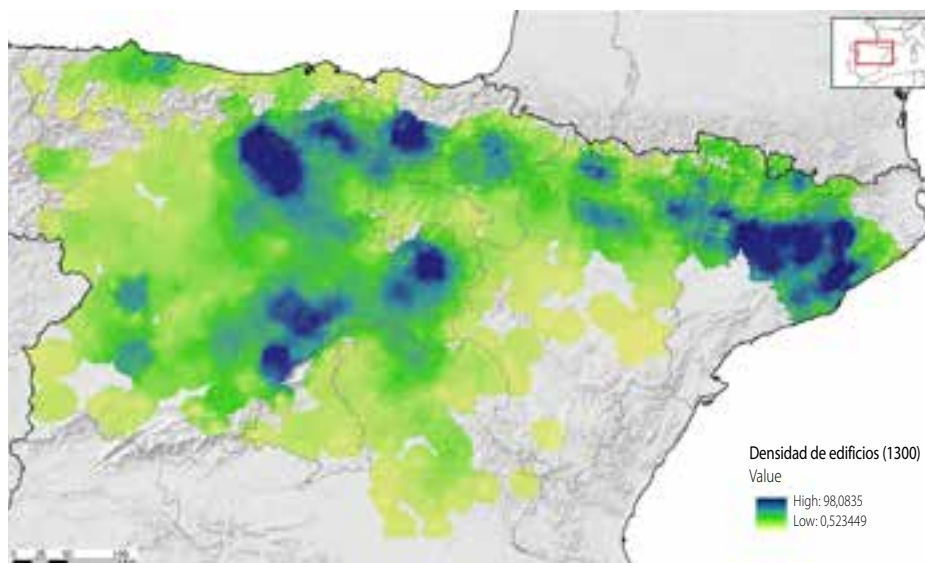 Densidad de edificios (1300)
Value
High: 98,0835
Low: 0,523449